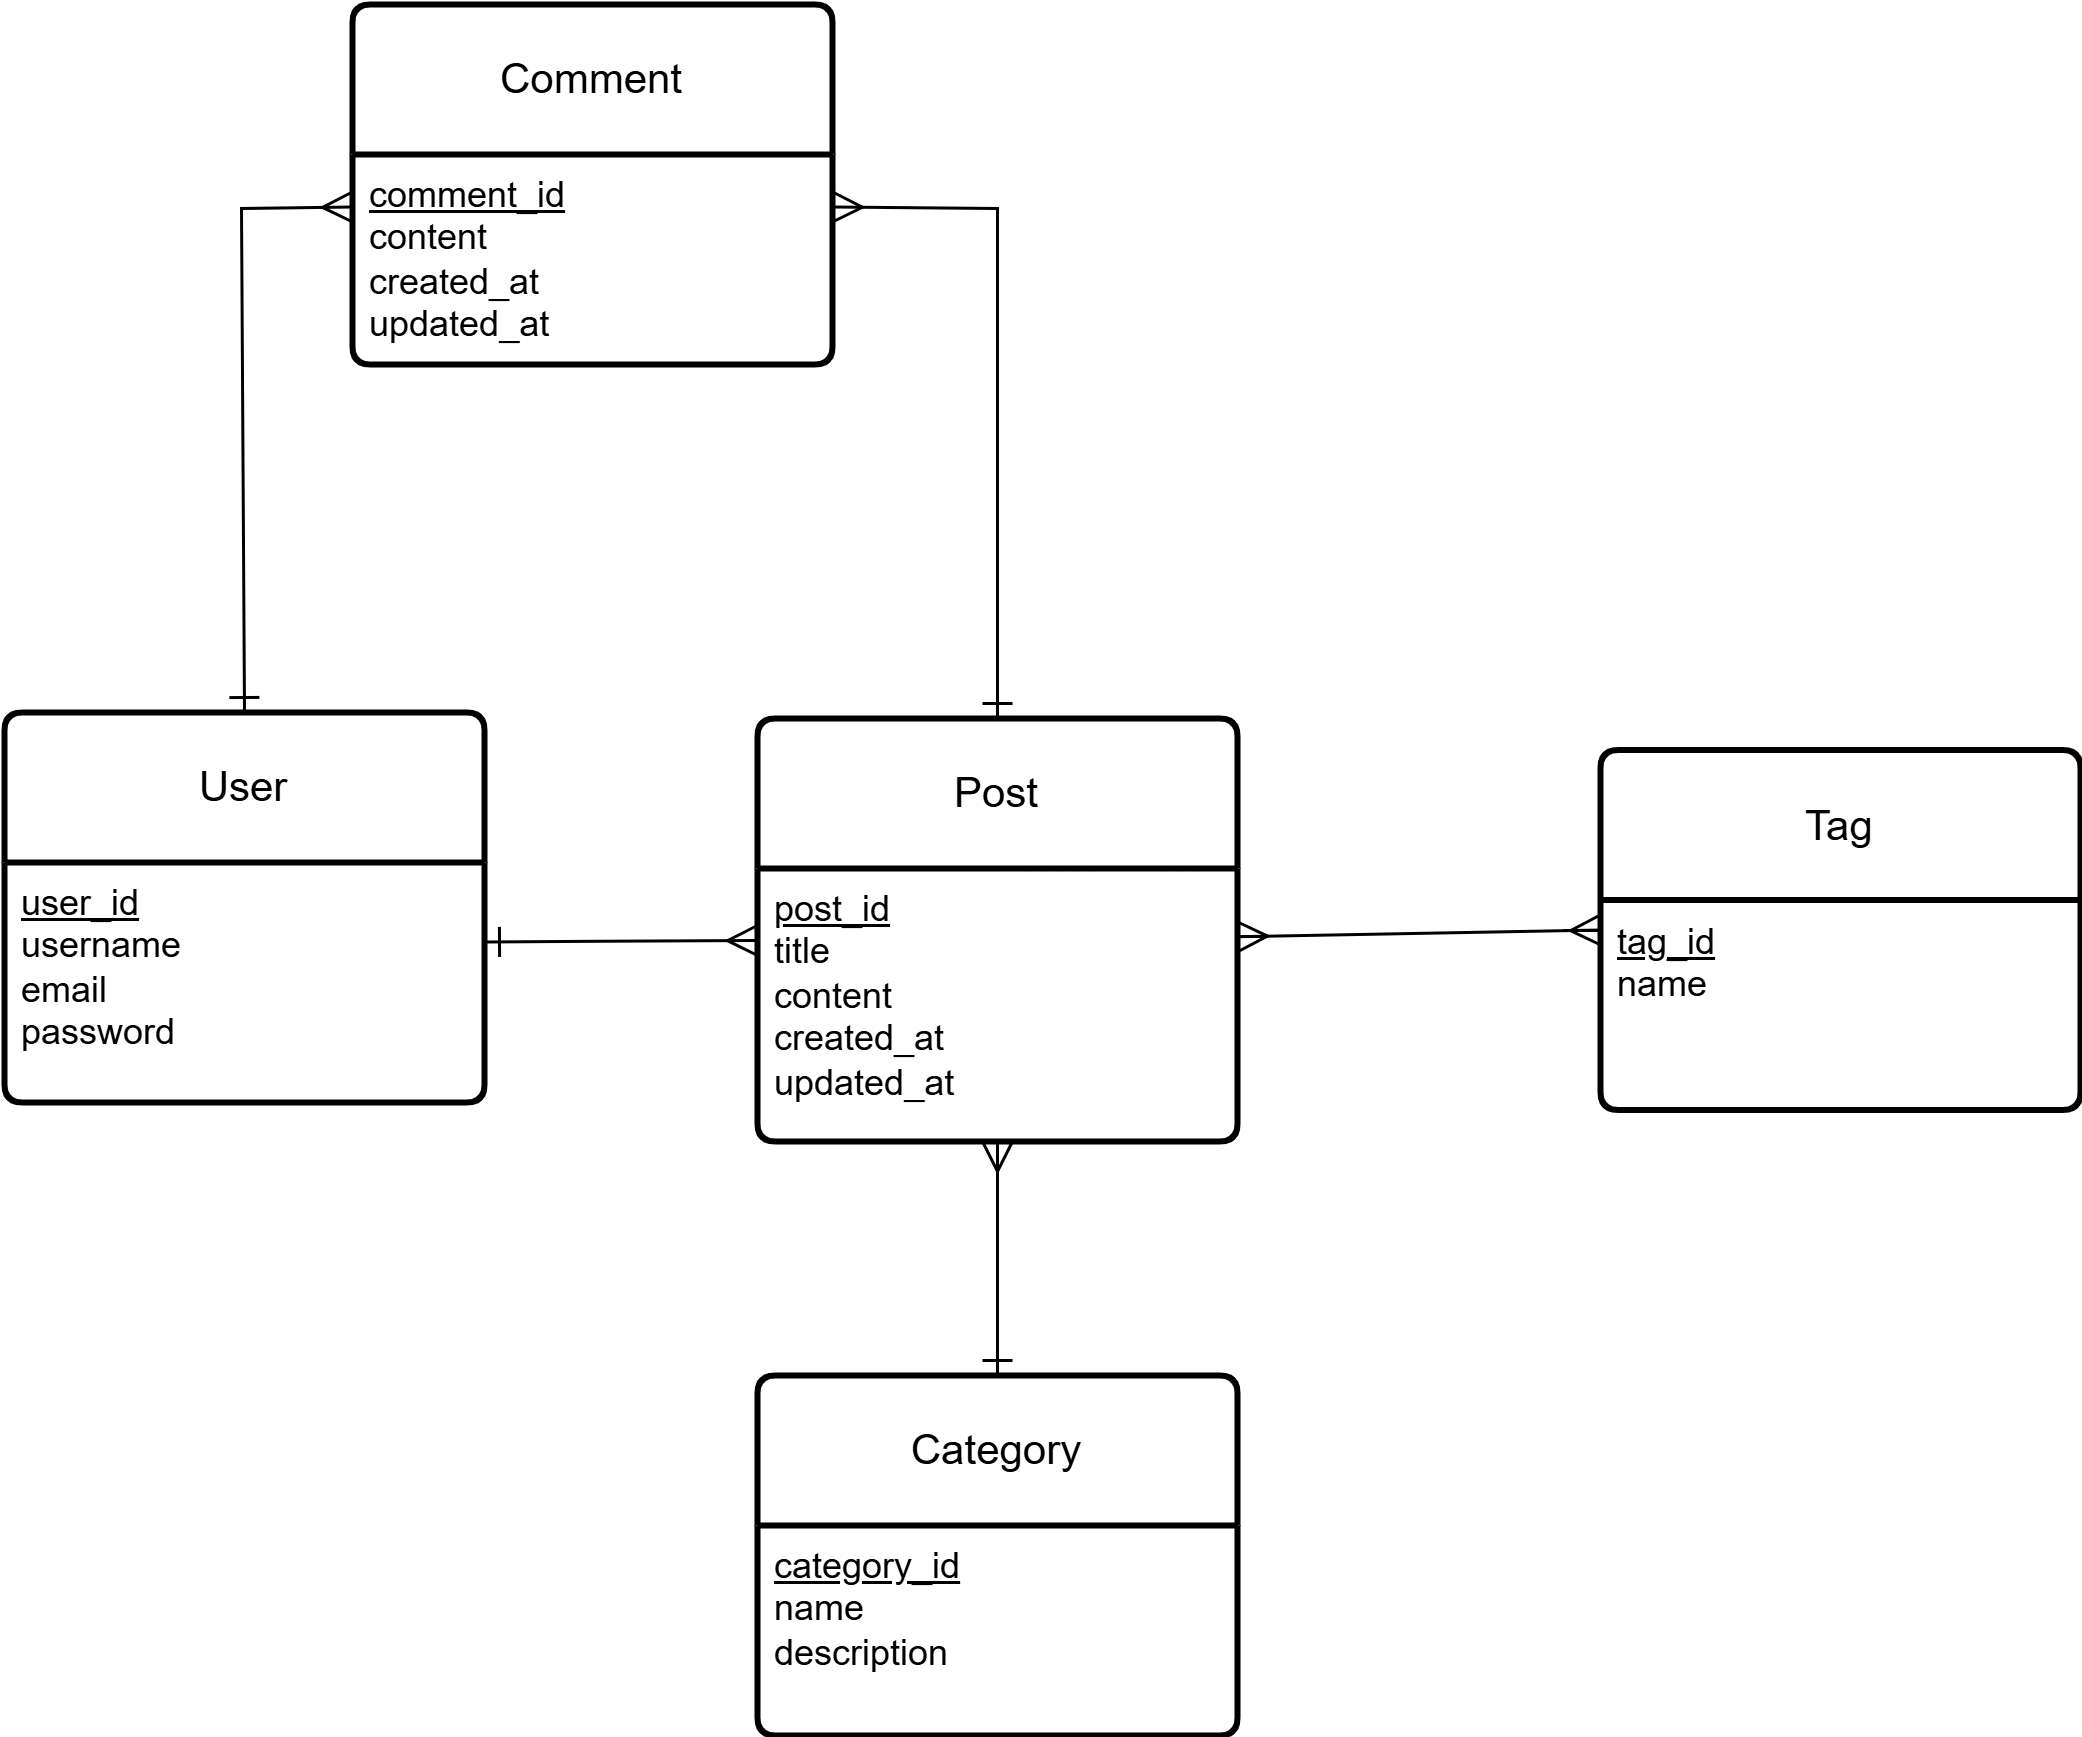 Comment
comment_id
content
created_at
updated_at
User
user_id
username
email
password
Post
post_id
title
content
created_at
updated_at
Tag
tag_id
name
Category
category_id
name
description